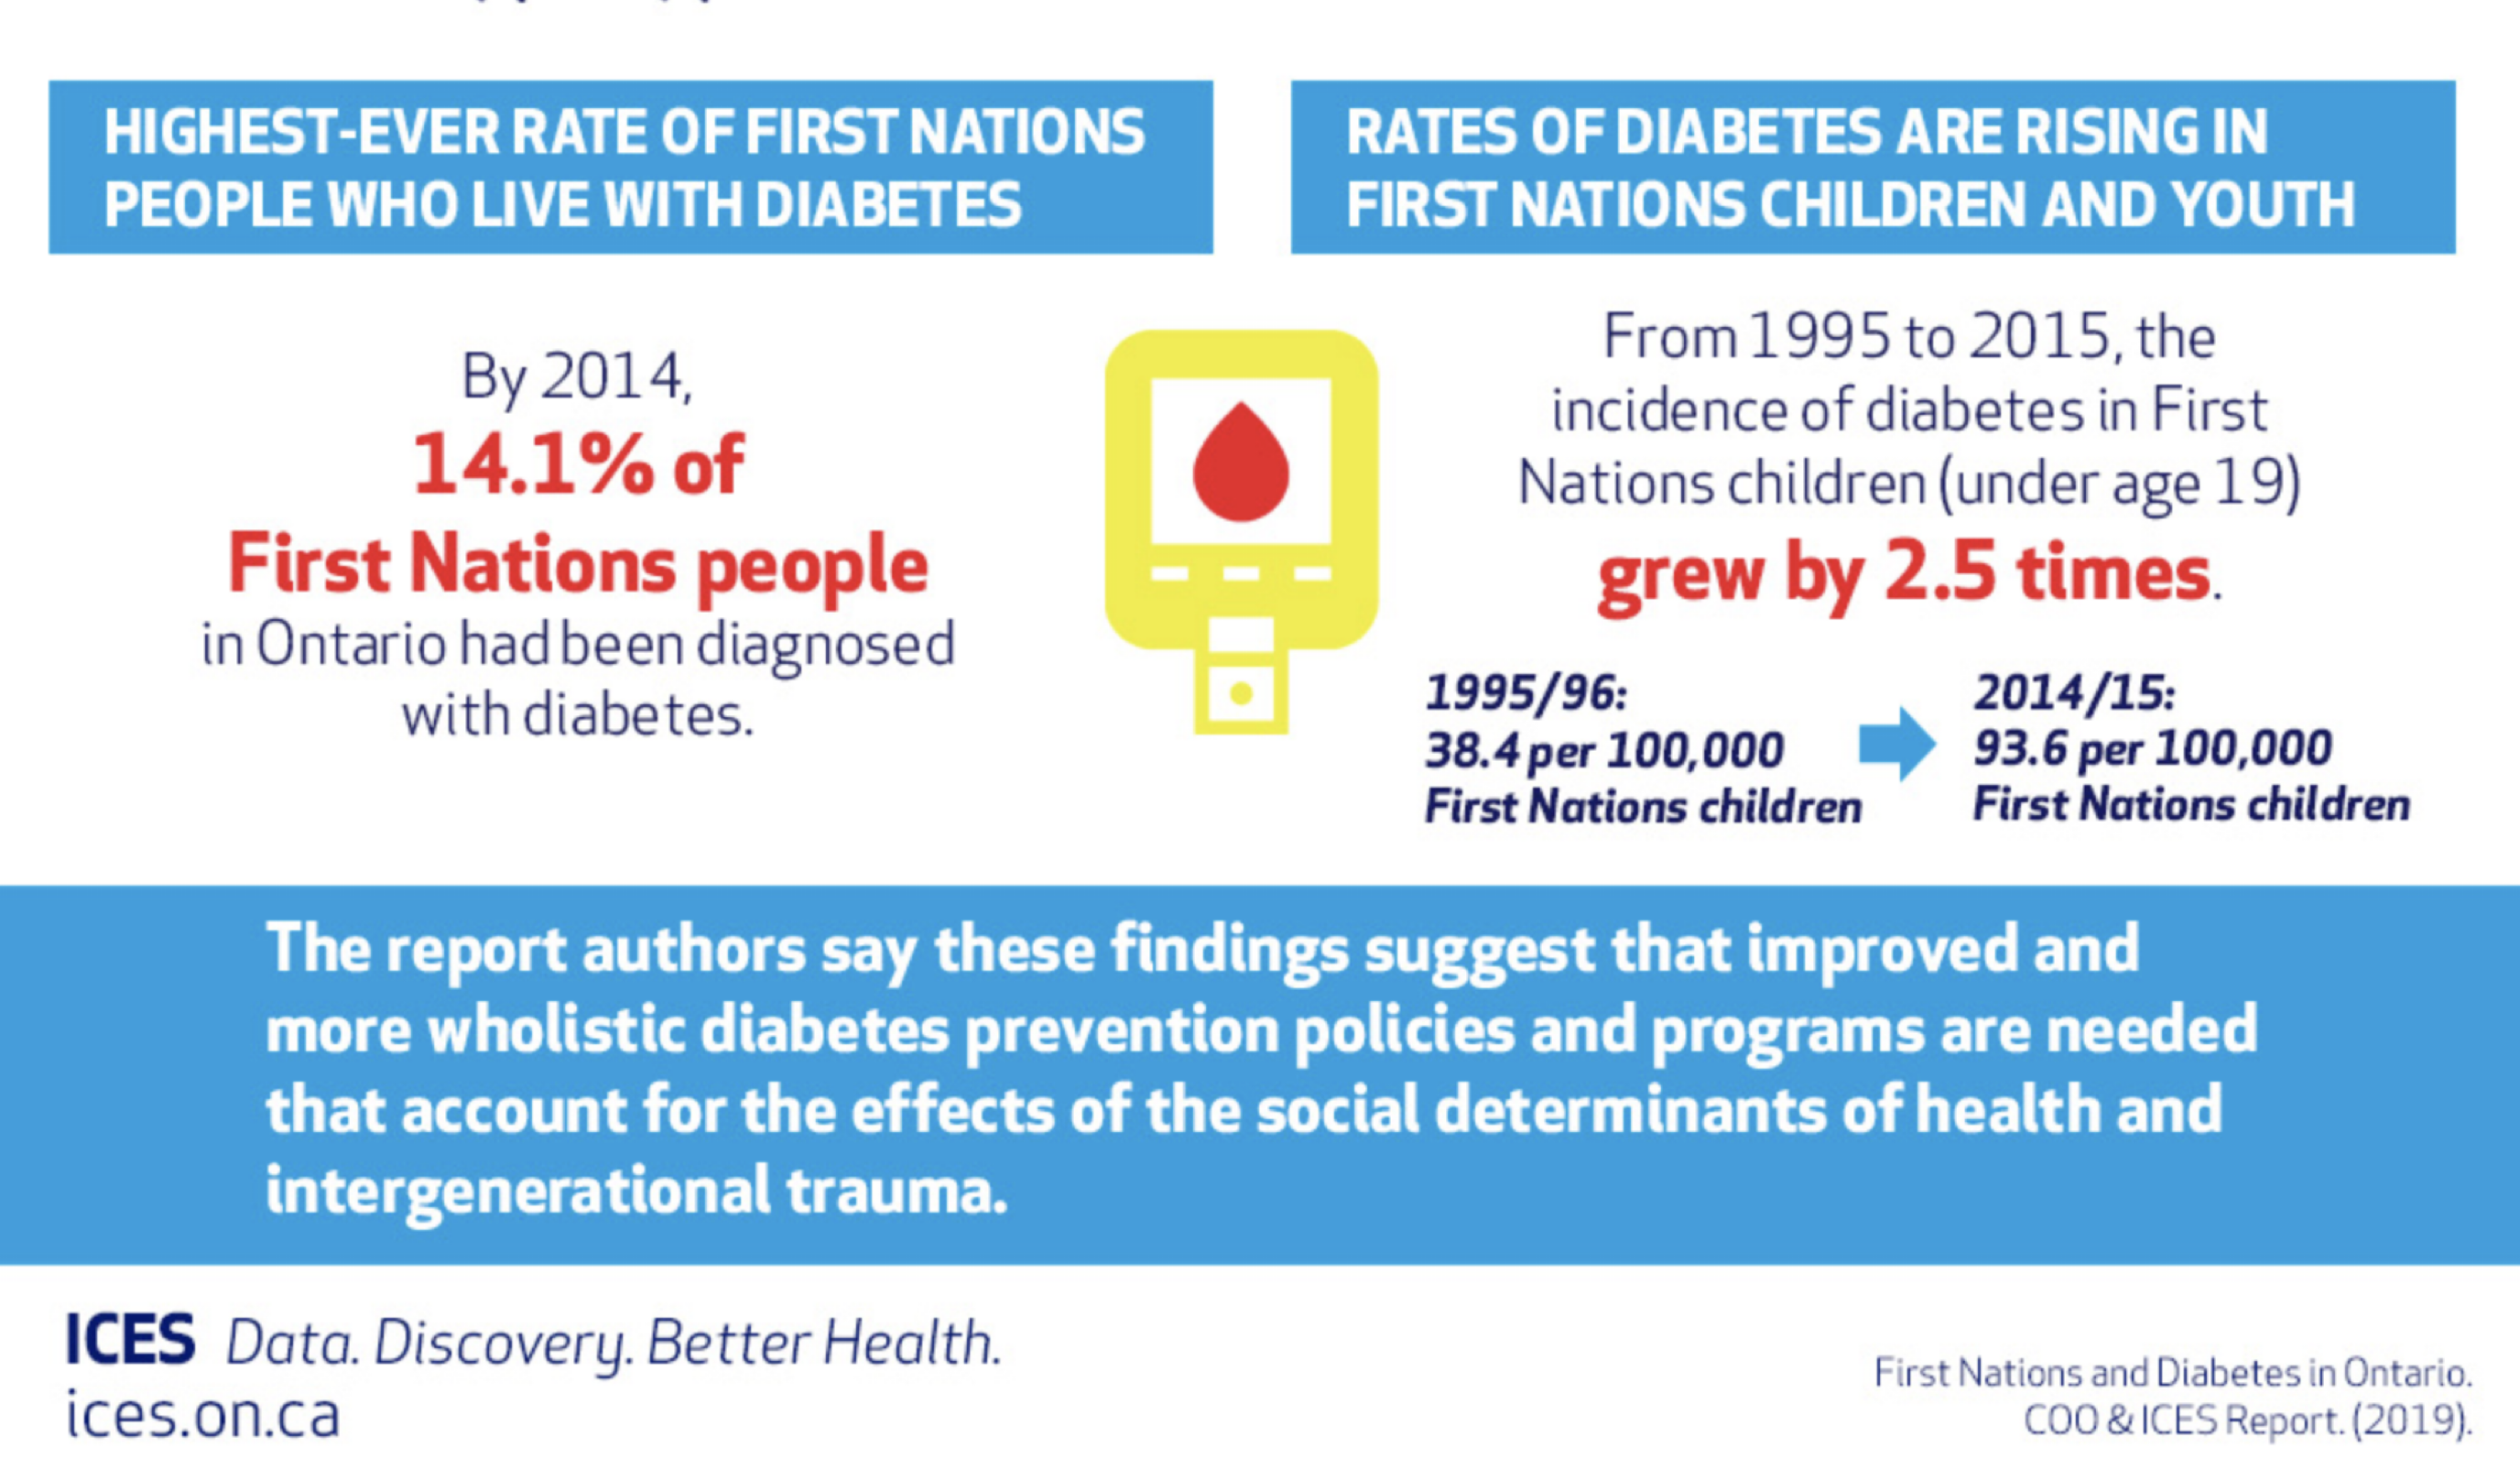 HIGHEST-EVER RATE OF FIRST NATIONS
PEOPLE WHO LIVE WITH DIABETES
By 2014,
14.1% of
First Nations people
in Ontario had been diagnosed
with diabetes.
RATES OF DIABETES ARE RISING IN
FIRST NATIONS CHILDREN AND YOUTH
From 1995 to 2015, the
incidence of diabetes in First
Nations children (under age 19)
grew by 2.5 times.
1995/96:
38.4 per 100,000
First Nations children
2014/15:
93.6 per 100,000
First Nations children
The report authors say these findings suggest that improved and
more wholistic diabetes prevention policies and programs are needed
that account for the effects of the social determinants of health and
intergenerational trauma.
ICES Data. Discovery. Better Health.
ices.on.ca
First Nations and Diabetes in Ontario.
COO & ICES Report. (2019).